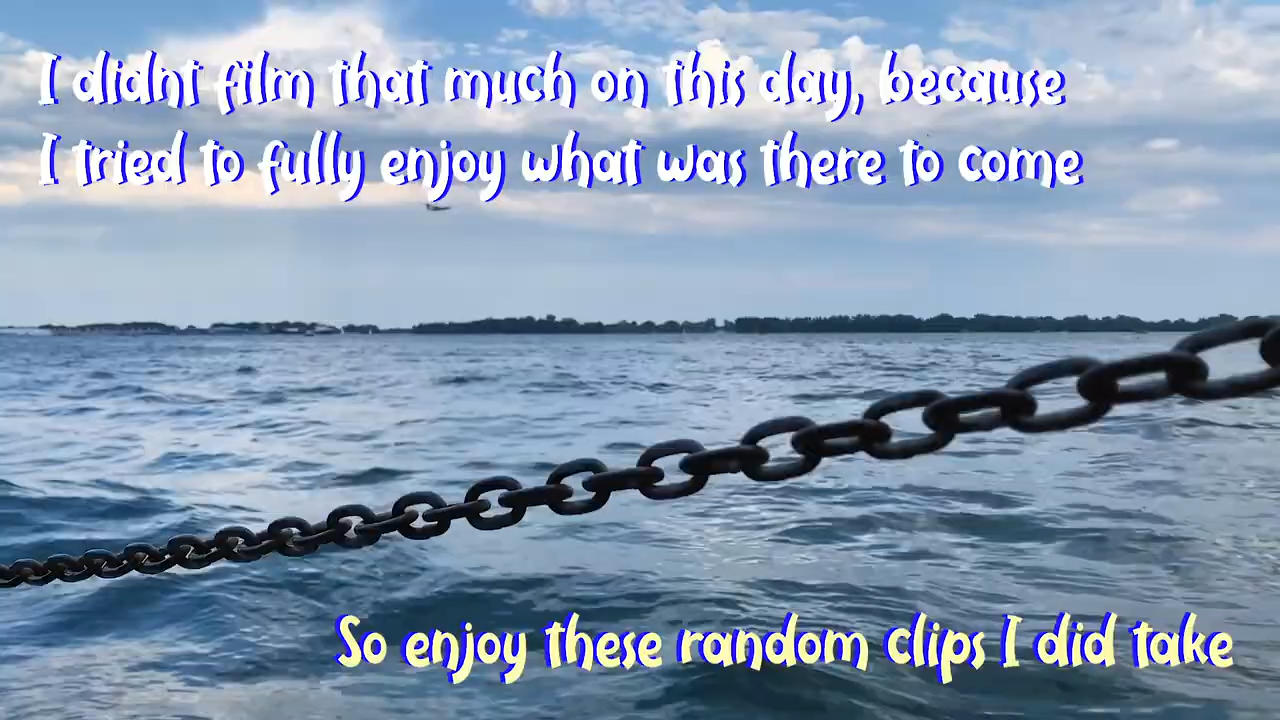 I didnt film that much on this day, because
I tried to fully enjoy what was there to come
So enjoy these random clips I did take